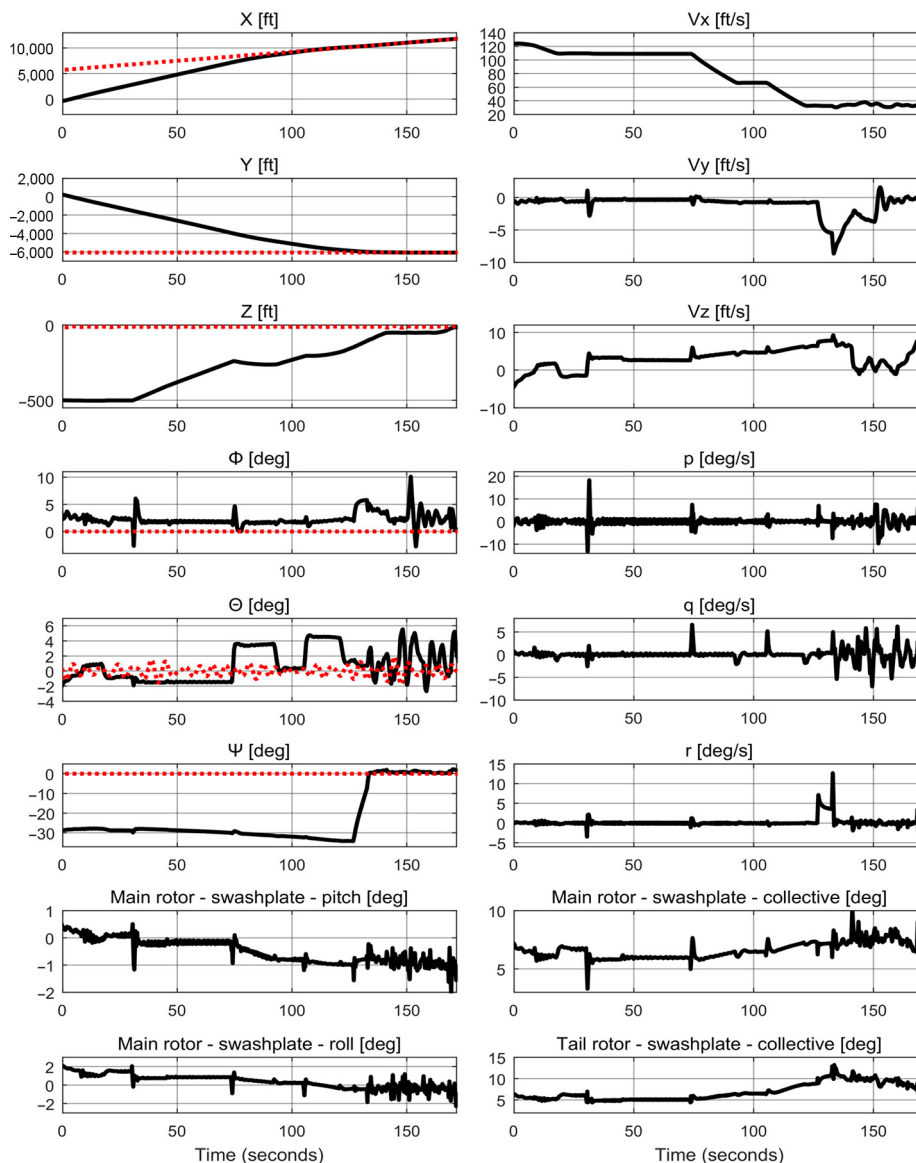 X [ft]
10,000
5,000
0
0 50 100 150
Vx [ft/s]
140
120
100
80
60
40
20
0 50 100 150
Y [ft]
2,000
0
−2,000
−4,000
−6,000
0 50 100 150
Vy [ft/s]
0
−5
−10
0 50 100 150
Z [ft]
0
−500
0 50 100 150
Vz [ft/s]
10
0
−10
0 50 100 150
Φ [deg]
10
5
0
0 50 100 150
p [deg/s]
20
10
0
−10
0 50 100 150
Θ [deg]
6
4
2
0
−2
−4
0 50 100 150
q [deg/s]
5
0
−5
−10
0 50 100 150
Ψ [deg]
0
−10
−20
−30
0 50 100 150
r [deg/s]
15
10
5
0
−5
0 50 100 150
Main rotor - swashplate - pitch [deg]
1
0
−1
−2
0 50 100 150
Main rotor - swashplate - collective [deg]
10
5
0 50 100 150
Main rotor - swashplate - roll [deg]
2
0
−2
0 50 100 150
Time (seconds)
Tail rotor - swashplate - collective [deg]
15
10
5
0 50 100 150
Time (seconds)